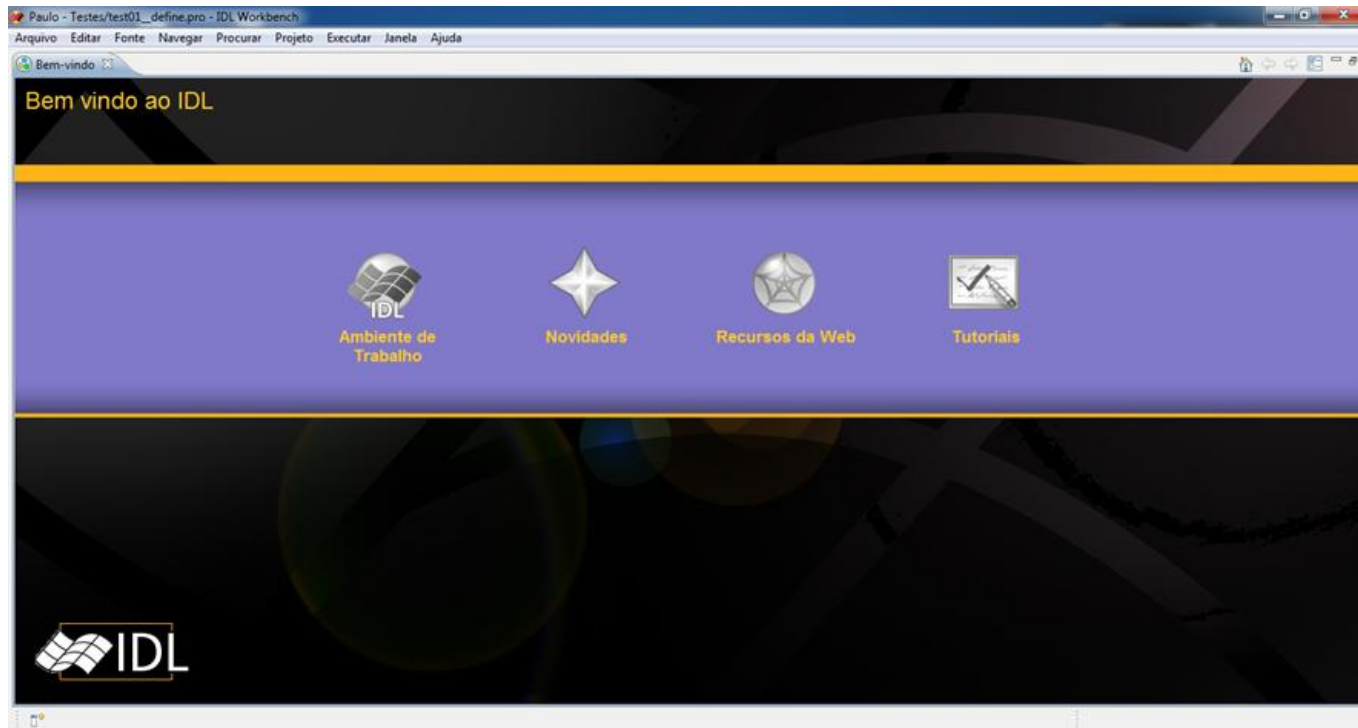 Paulo - Testes/test01__define.pro - IDL Workbench
Arquivo Editar Fonte Navegar Procurar Projeto Executar Janela Ajuda
Bem-vindo
Bem vindo ao IDL
IDL
Ambiente de
Trabalho
Novidades
Recursos da Web
Tutoriais
IDL